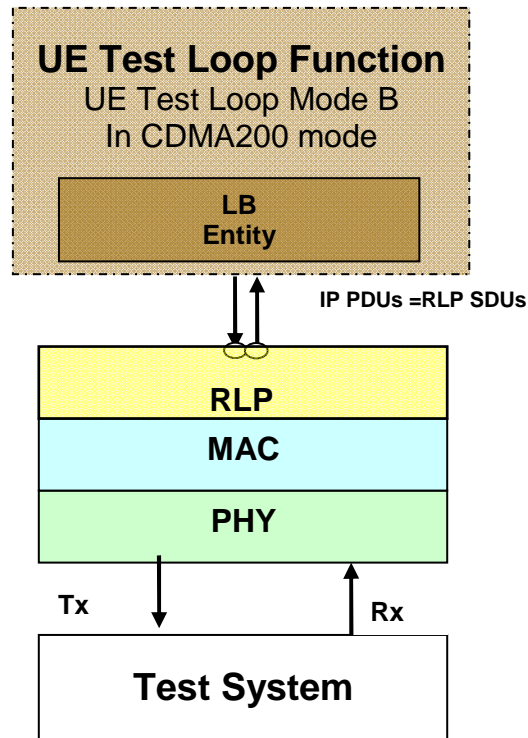 UE Test Loop Function
UE Test Loop Mode B
In CDMA200 mode
LB
Entity
IP PDUs =RLP SDUs
RLP
MAC
PHY
Tx
Rx
Test System